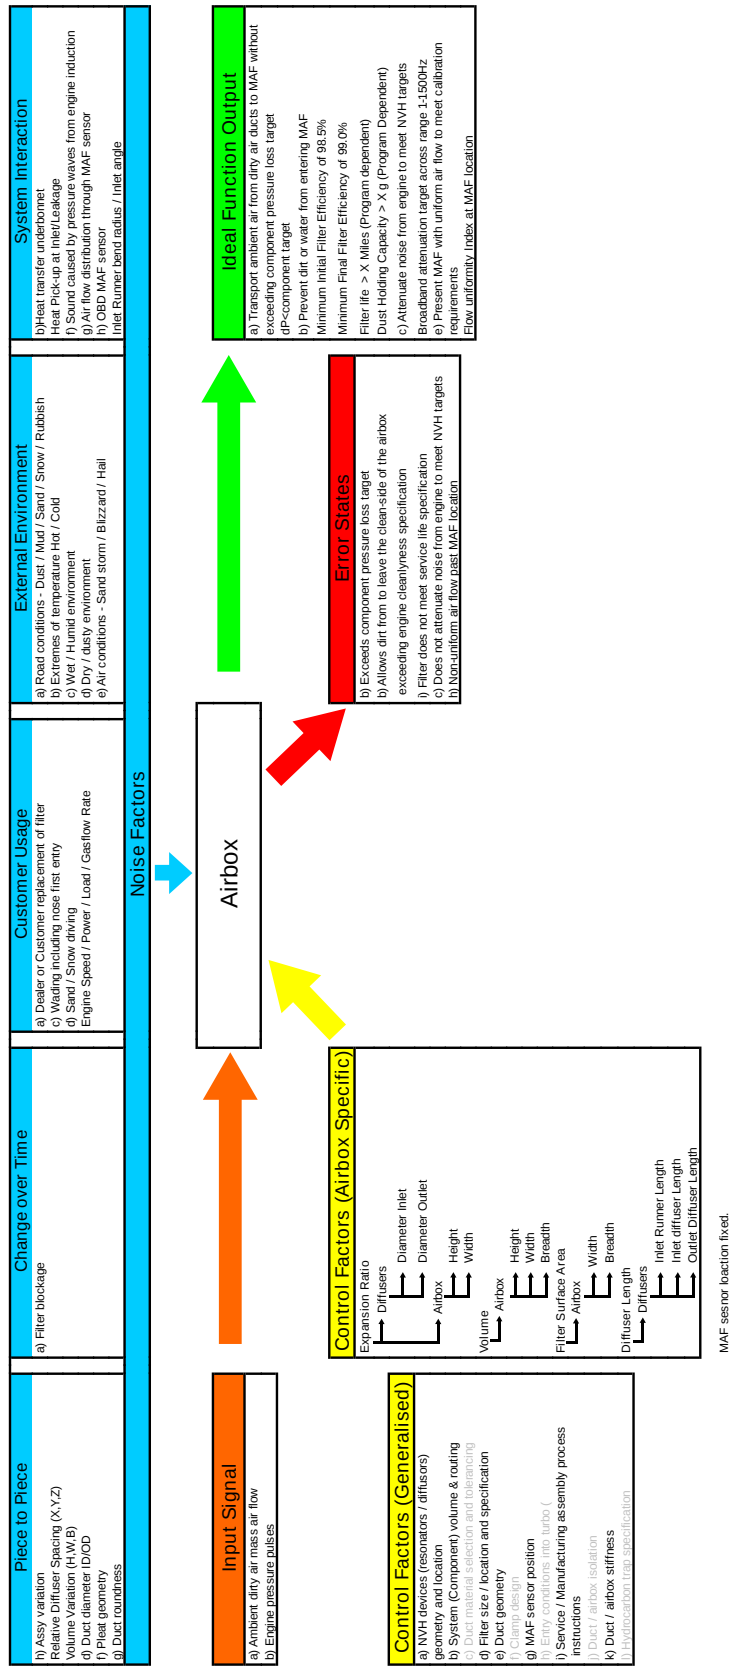 Piece to Piece
h) Assy variation
Relative Diffuser Spacing (X,Y,Z)
Volume Variation (H,W,B)
d) Duct diameter ID/OD
f) Pleat geometry
g) Duct roundness
Change over Time
a) Filter blockage
Customer Usage
a) Dealer or Customer replacement of filter
c) Wading including nose first entry
d) Sand / Snow driving
Engine Speed / Power / Load / Gasflow Rate
External Environment
a) Road conditions - Dust / Mud / Sand / Snow / Rubbish
b) Extremes of temperature Hot / Cold
c) Wet / Humid environment
d) Dry / dusty environment
e) Air conditions - Sand storm / Blizzard / Hail
System Interaction
b)Heat transfer underbonnet
Heat Pick-up at Inlet/Leakage
f) Sound caused by pressure waves from engine induction
g) Air flow distribution through MAF sensor
h) OBD MAF sensor
Inlet Runner bend radius / Inlet angle
Noise Factors
Input Signal
a) Ambient dirty air mass air flow
b) Engine pressure pulses
Airbox
Ideal Function Output
a) Transport ambient air from dirty air ducts to MAF without
exceeding component pressure loss target
dP<component target
b) Prevent dirt or water from entering MAF
Minimum Initial Filter Efficiency of 98.5%
Minimum Final Filter Efficiency of 99.0%
Filter life > X Miles (Program dependent)
Dust Holding Capacity > X g (Program Dependent)
c) Attenuate noise from engine to meet NVH targets
Broadband attenuation target across range 1-1500Hz
e) Present MAF with uniform air flow to meet calibration
requirements
Flow uniformity Index at MAF location
Control Factors (Generalised)
a) NVH devices (resonators / diffusors)
geometry and location
b) System (Component) volume & routing
c) Duct material selection and tolerancing
d) Filter size / location and specification
e) Duct geometry
f) Clamp design
g) MAF sensor position
h) Entry conditions into turbo (
i) Service / Manufacturing assembly process
instructions
j) Duct / airbox isolation
k) Duct / airbox stiffness
l) Hydrocarbon trap specification
Control Factors (Airbox Specific)
Expansion Ratio
Diffusers
Diameter Inlet
Diameter Outlet
Airbox
Height
Width
Volume
Airbox
Height
Width
Breadth
Filter Surface Area
Airbox
Width
Breadth
Diffuser Length
Diffusers
Inlet Runner Length
Inlet diffuser Length
Outlet Diffuser Length
MAF sesnor loaction fixed.
Error States
b) Exceeds component pressure loss target
b) Allows dirt from to leave the clean-side of the airbox
exceeding engine cleanlyness specification
i) Filter does not meet service life specification
c) Does not attenuate noise from engine to meet NVH targets
h) Non-uniform air flow past MAF location